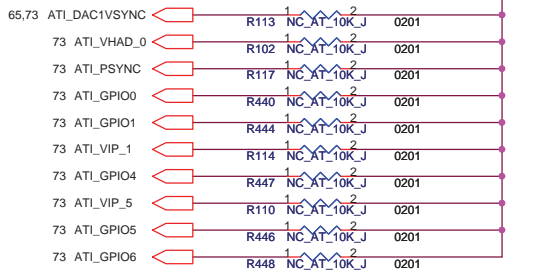 65,73 ATI_DAC1VSYNC 1 2
R113 NC_AT_10K_J 0201
73 ATI_VHAD_0 1 2
R102 NC_AT_10K_J 0201
73 ATI_PSYNC 1 2
R117 NC_AT_10K_J 0201
73 ATI_GPIO0 1 2
R440 NC_AT_10K_J 0201
73 ATI_GPIO1 1 2
R444 NC_AT_10K_J 0201
73 ATI_VIP_1 1 2
R114 NC_AT_10K_J 0201
73 ATI_GPIO4 1 2
R447 NC_AT_10K_J 0201
73 ATI_VIP_5 1 2
R110 NC_AT_10K_J 0201
73 ATI_GPIO5 1 2
R446 NC_AT_10K_J 0201
73 ATI_GPIO6 1 2
R448 NC_AT_10K_J 0201